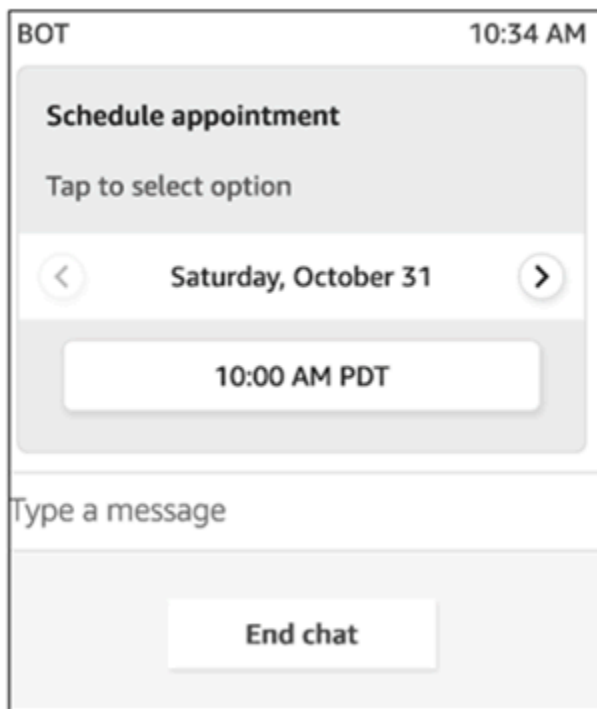 BOT 10:34 AM
Schedule appointment
Tap to select option
Saturday, October 31
10:00 AM PDT
Type a message
End chat